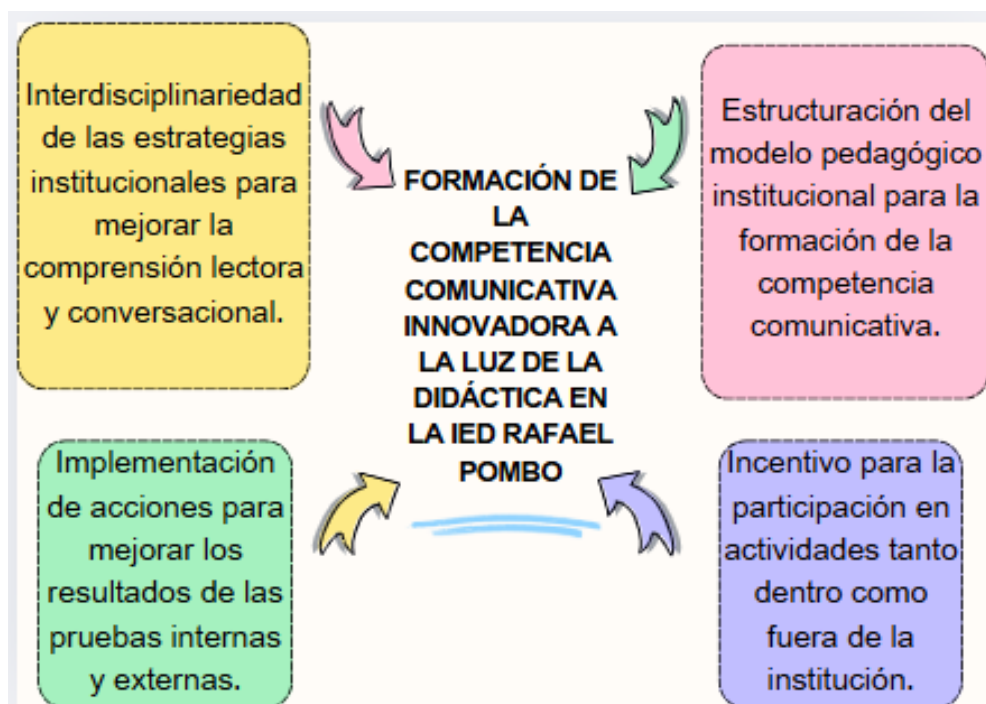 Interdisciplinariedad
de las estrategias
institucionales para
mejorar la
comprensión lectora
y conversacional.
FORMACIÓN DE
LA
COMPETENCIA
COMUNICATIVA
INNOVADORA A
LA LUZ DE LA
DIDÁCTICA EN
LA IED RAFAEL
POMBO
Estructuración del
modelo pedagógico
institucional para la
formación de la
competencia
comunicativa.
Implementación
de acciones para
mejorar los
resultados de las
pruebas internas
y externas.
Incentivo para la
participación en
actividades tanto
dentro como
fuera de la
institución.